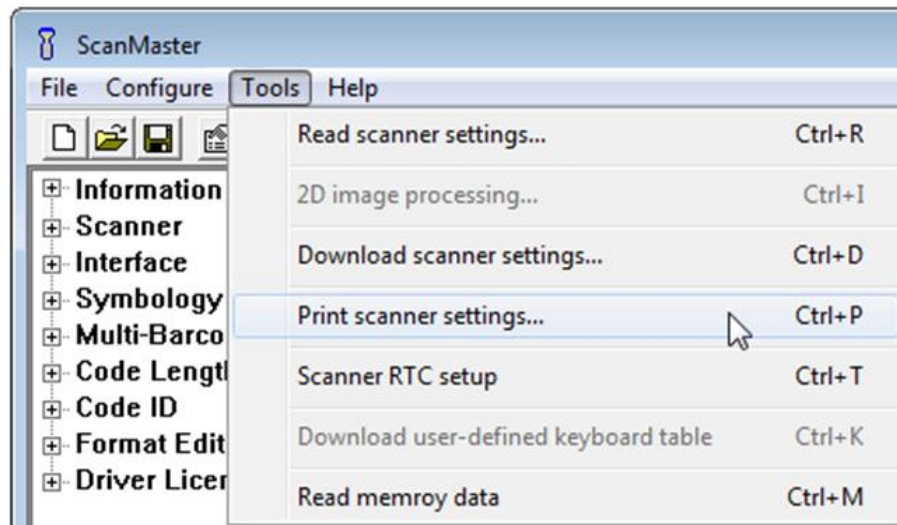 ScanMaster
File Configure Tools Help
Read scanner settings... Ctrl+R
2D image processing... Ctrl+I
Download scanner settings... Ctrl+D
Print scanner settings... Ctrl+P
Scanner RTC setup Ctrl+T
Download user-defined keyboard table Ctrl+K
Read memroy data Ctrl+M
Information
Scanner
Interface
Symbology
Multi-Barco
Code Lengt
Code ID
Format Edit
Driver Licer